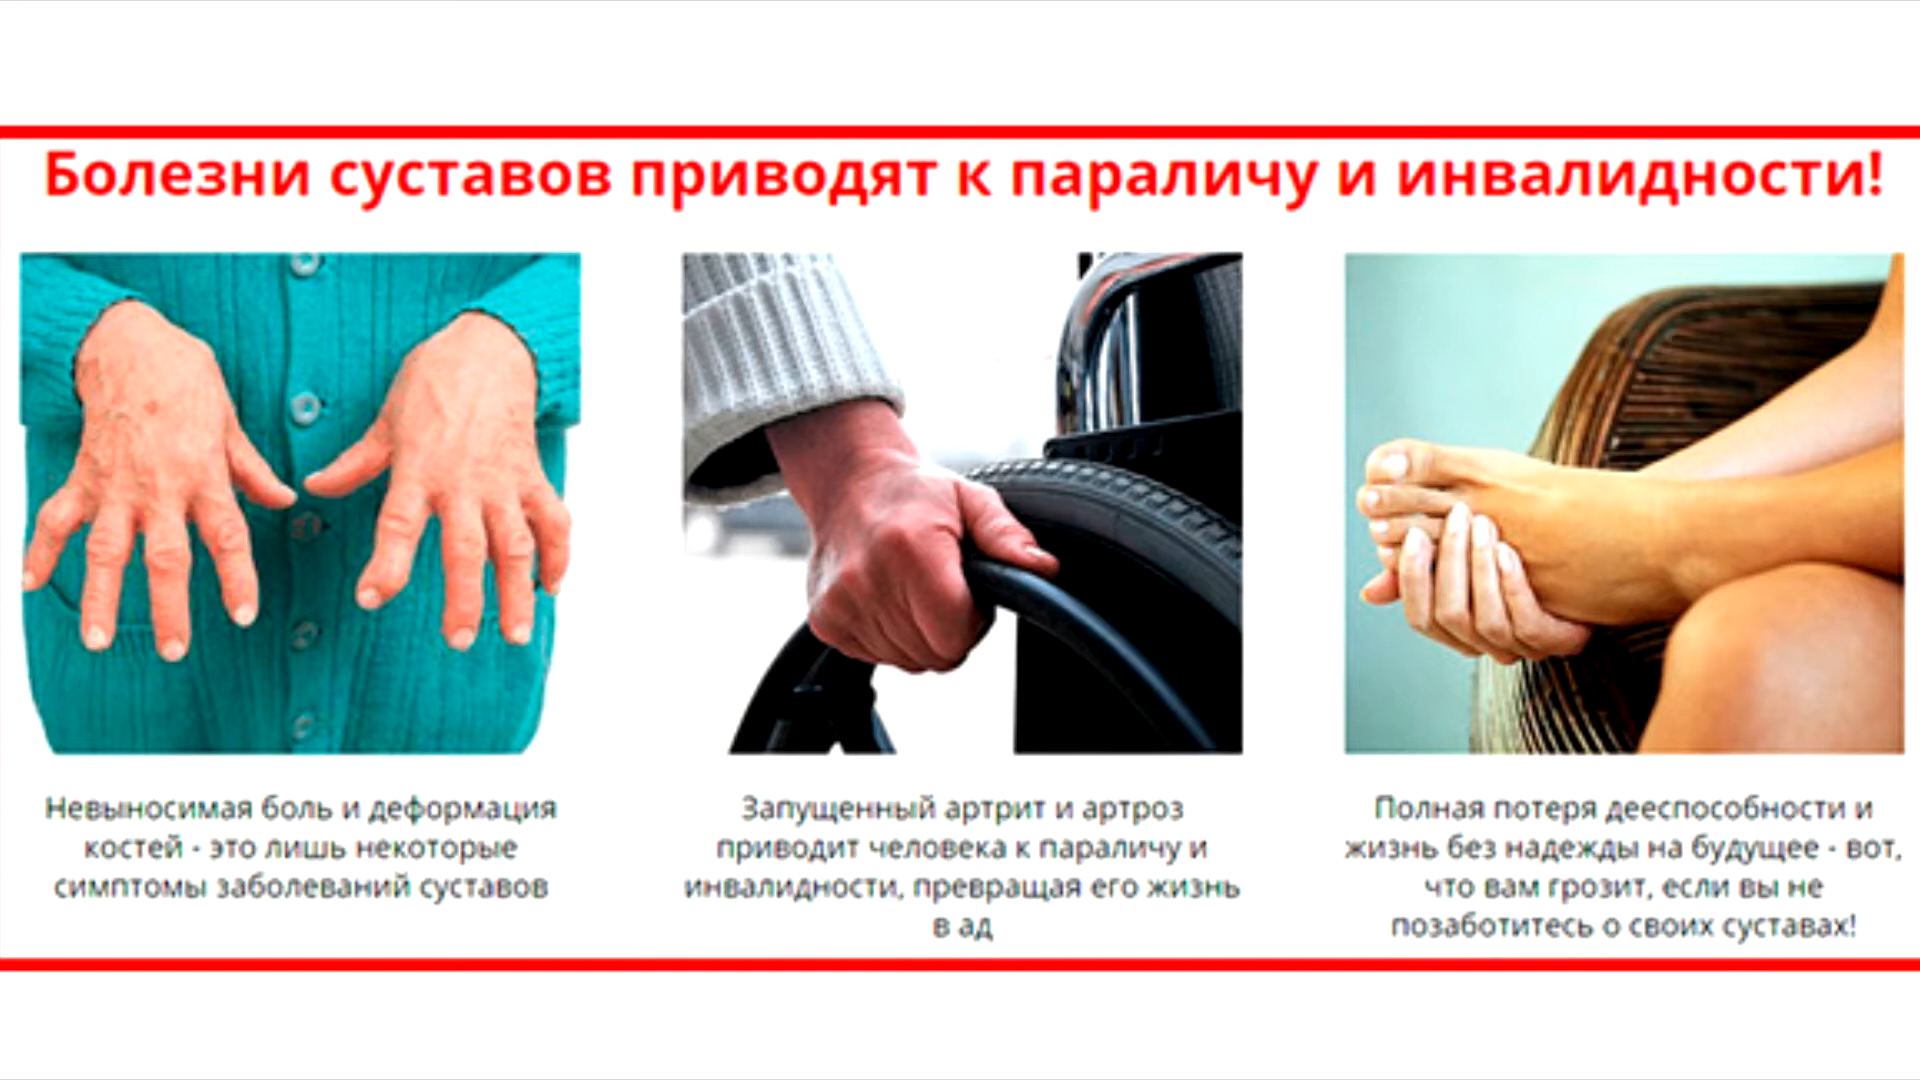 Болезни суставов приводят к параличу и инвалидности!
Невыносимая боль и деформация
костей - это лишь некоторые
симптомы заболеваний суставов
Запущенный артрит и артроз
приводит человека к параличу и
инвалидности, превращая его жизнь
в ад
Полная потеря дееспособности и
жизнь без надежды на будущее - вот,
что вам грозит, если вы не
позаботитесь о своих суставах!